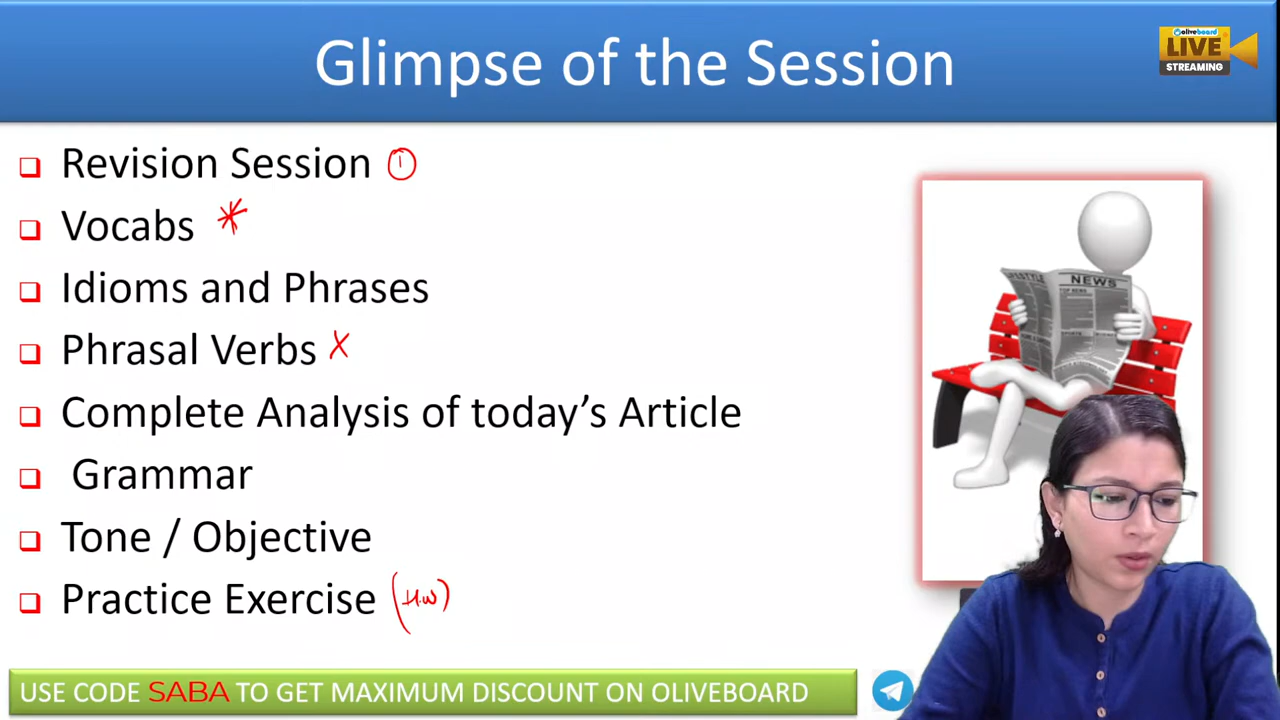 Glimpse of the Session
oliveboard
LIVE
STREAMING
Revision Session 1
Vocabs *
Idioms and Phrases
Phrasal Verbs X
Complete Analysis of today's Article
Grammar
Tone / Objective
Practice Exercise (H.W)
NEWS
USE CODE SABA TO GET MAXIMUM DISCOUNT ON OLIVEBOARD